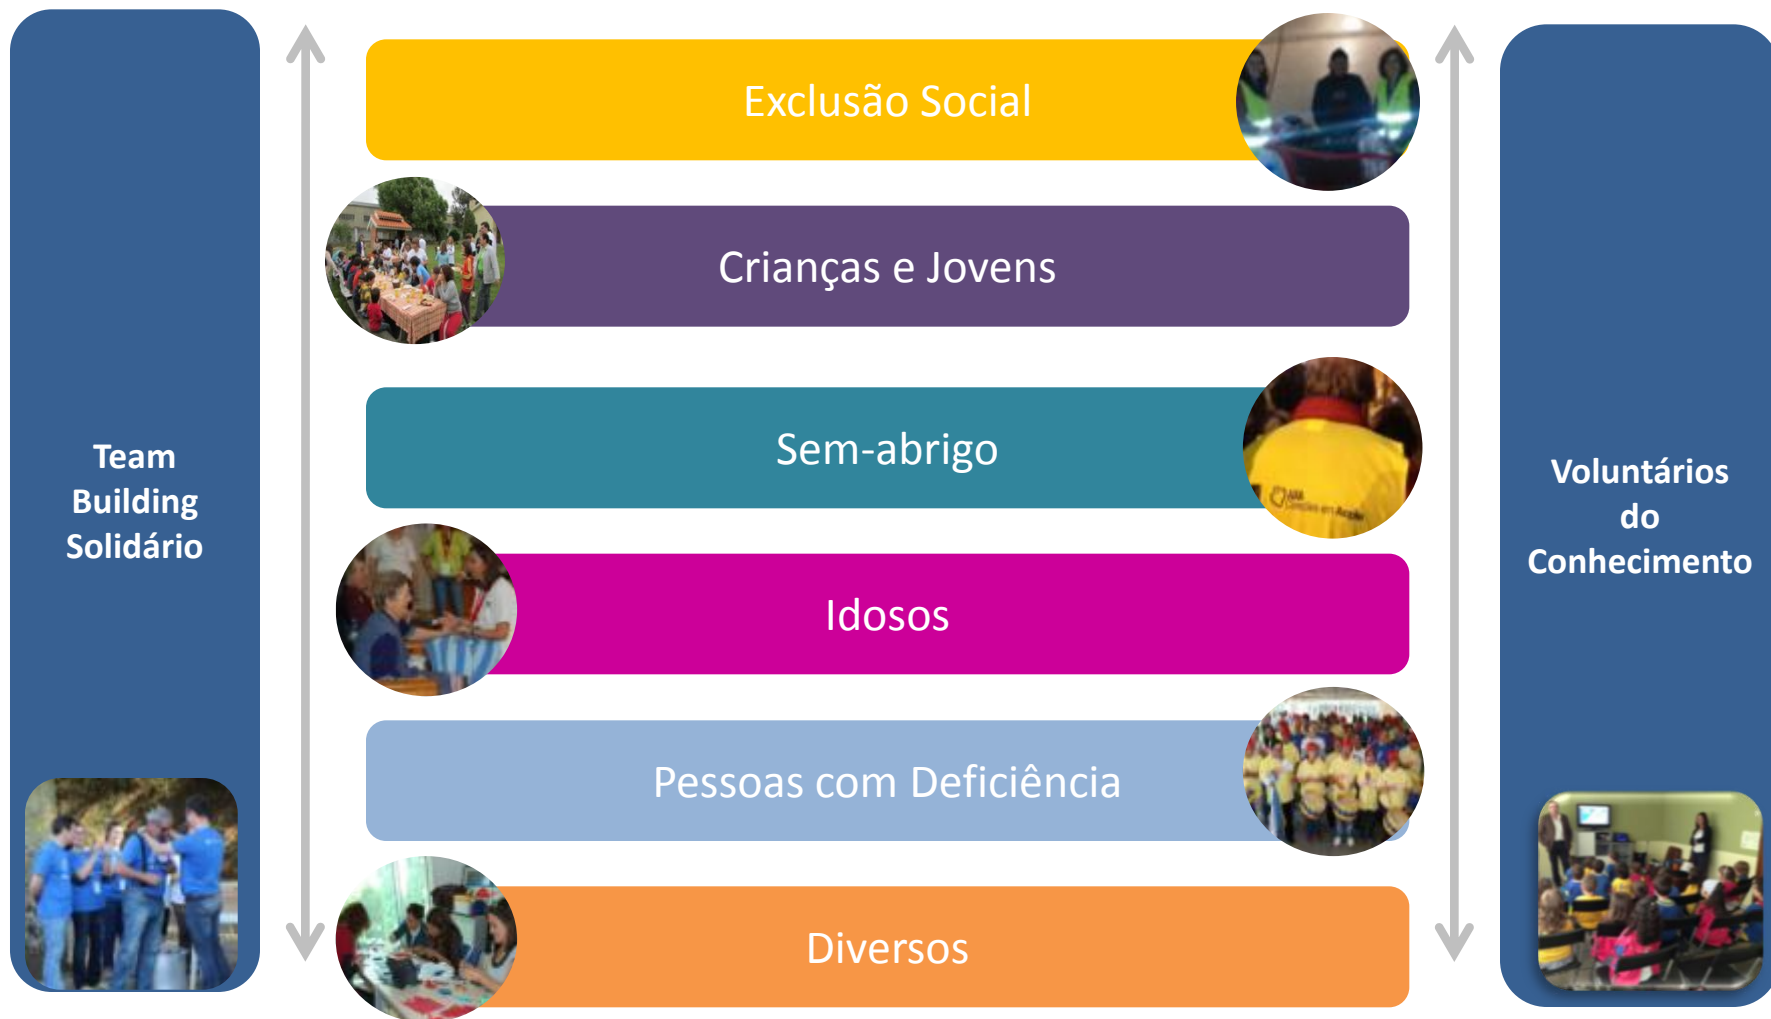 Team
Building
Solidário
Exclusão Social
Crianças e Jovens
Sem-abrigo
Idosos
Pessoas com Deficiência
Diversos
Voluntários
do
Conhecimento